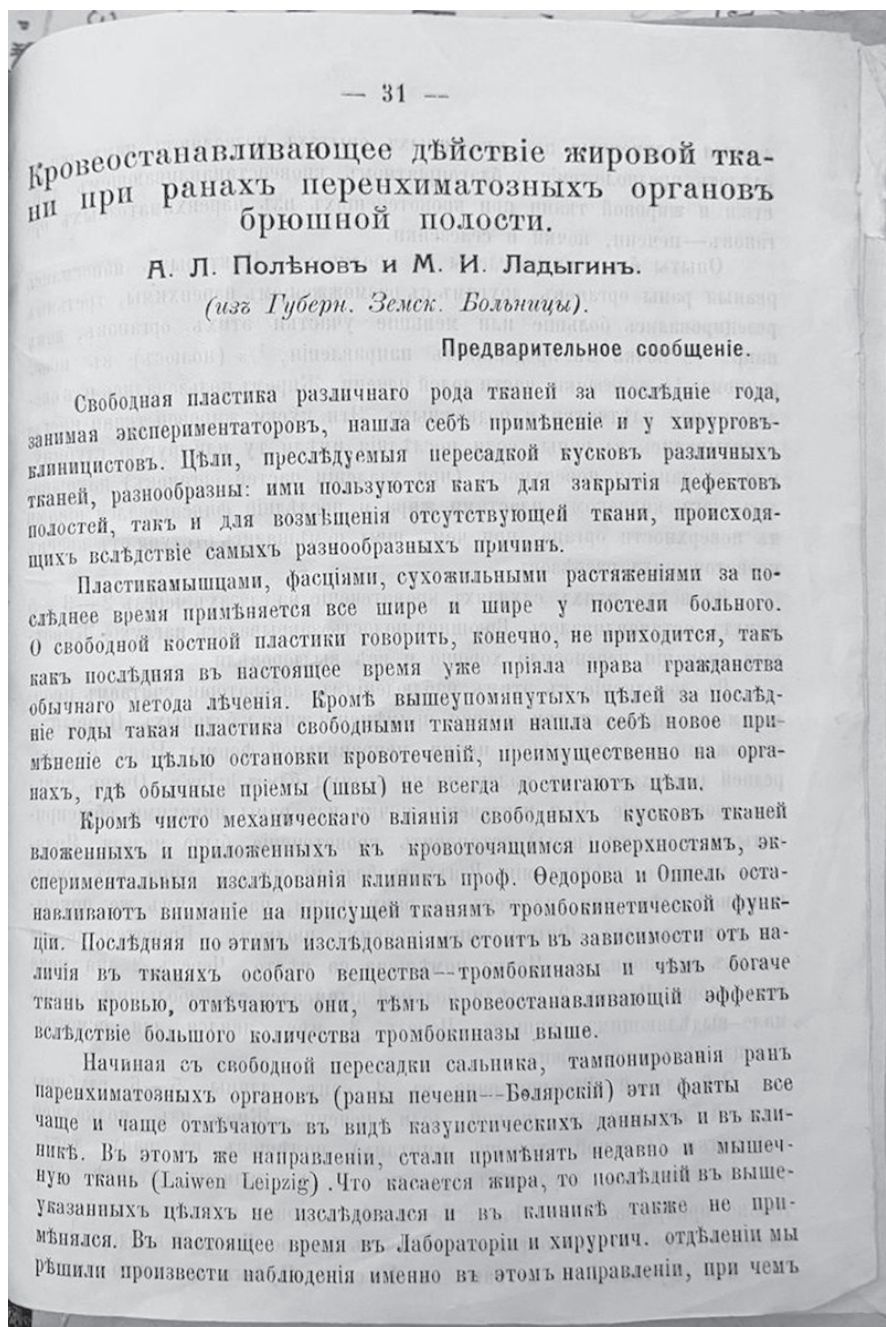 — 31 —
Кровеостанавливающее дѣйствіе жировой тка-
ни при ранахъ перенхиматозныхъ органовъ
брюшной полости.
А. Л. Полѣновъ и М. И. Ладыгинъ.
(изъ Губерн. Земск. Больницы).
Предварительное сообщеніе.
Свободная пластика различнаго рода тканей за послѣдніе года,
занимая экспериментаторовъ, нашла себѣ примѣненіе и у хирурговъ-
клиницистовъ. Цѣли, преслѣдуемыя пересадкой кусковъ различныхъ
тканей, разнообразны: ими пользуются какъ для закрытія дефектовъ
полостей, такъ и для возмѣщенія отсутствующей ткани, происходя-
щихъ вслѣдствіе самыхъ разнообразныхъ причинъ.
Пластикамышцами, фасціями, сухожильными растяженіями за по-
слѣднее время примѣняется все шире и шире у постели больного.
О свободной костной пластики говорить, конечно, не приходится, такъ
какъ послѣдняя въ настоящее время уже пріяла права гражданства
обычнаго метода лѣченія. Кромѣ вышеупомянутыхъ цѣлей за послѣд-
ніе годы такая пластика свободными тканями нашла себѣ новое при-
мѣненіе съ цѣлью остановки кровотеченій, преимущественно на орга-
нахъ, гдѣ обычные пріемы (швы) не всегда достигаютъ цѣли.
Кромѣ чисто механическаго вліянія свободныхъ кусковъ тканей
вложенныхъ и приложенныхъ къ кровоточащимся поверхностямъ, эк-
спериментальныя изслѣдованія клиникъ проф. Ѳедорова и Оппель оста-
навливаютъ вниманіе на присущей тканямъ тромбокинетической функ-
ціи. Послѣдняя по этимъ изслѣдованіямъ стоитъ въ зависимости отъ на-
личія въ тканяхъ особаго вещества—тромбокиназы и чѣмъ богаче
ткань кровью, отмѣчаютъ они, тѣмъ кровеостанавливающій эффектъ
вслѣдствіе большого количества тромбокиназы выше.
Начиная съ свободной пересадки сальника, тампонированія ранъ
паренхиматозныхъ органовъ (раны печени—Бѳлярскій) эти факты все
чаще и чаще отмѣчаютъ въ видѣ казуистическихъ данныхъ и въ кли-
никѣ. Въ этомъ же направленіи, стали примѣнять недавно и мышеч-
ную ткань (Laiwen Leipzig) .Что касается жира, то послѣдній въ выше-
указанныхъ цѣляхъ не изслѣдовался и въ клиникѣ также не при-
мѣнялся. Въ настоящее время въ Лабораторіи и хирургич. отдѣленіи мы
рѣшили произвести наблюденія именно въ этомъ направленіи, при чемъ